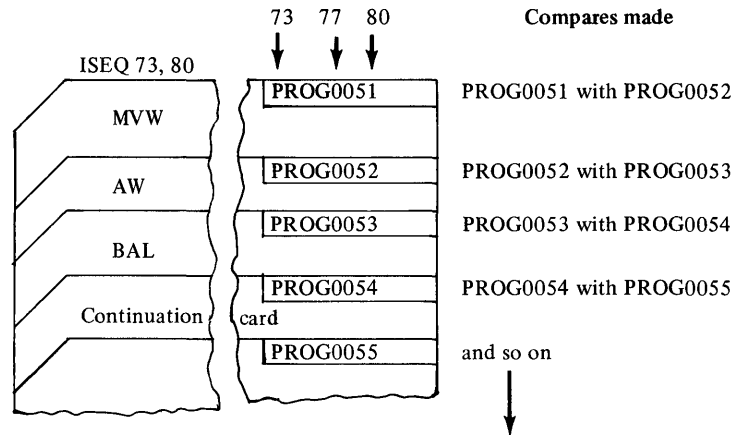 73 77 80 Compares made
ISEQ 73, 80
PROG0051 PROG0051 with PROG0052
MVW
PROG0052 PROG0052 with PROG0053
AW
PROG0053 PROG0053 with PROG0054
BAL
PROG0054 PROG0054 with PROG0055
Continuation card
PROG0055 and so on